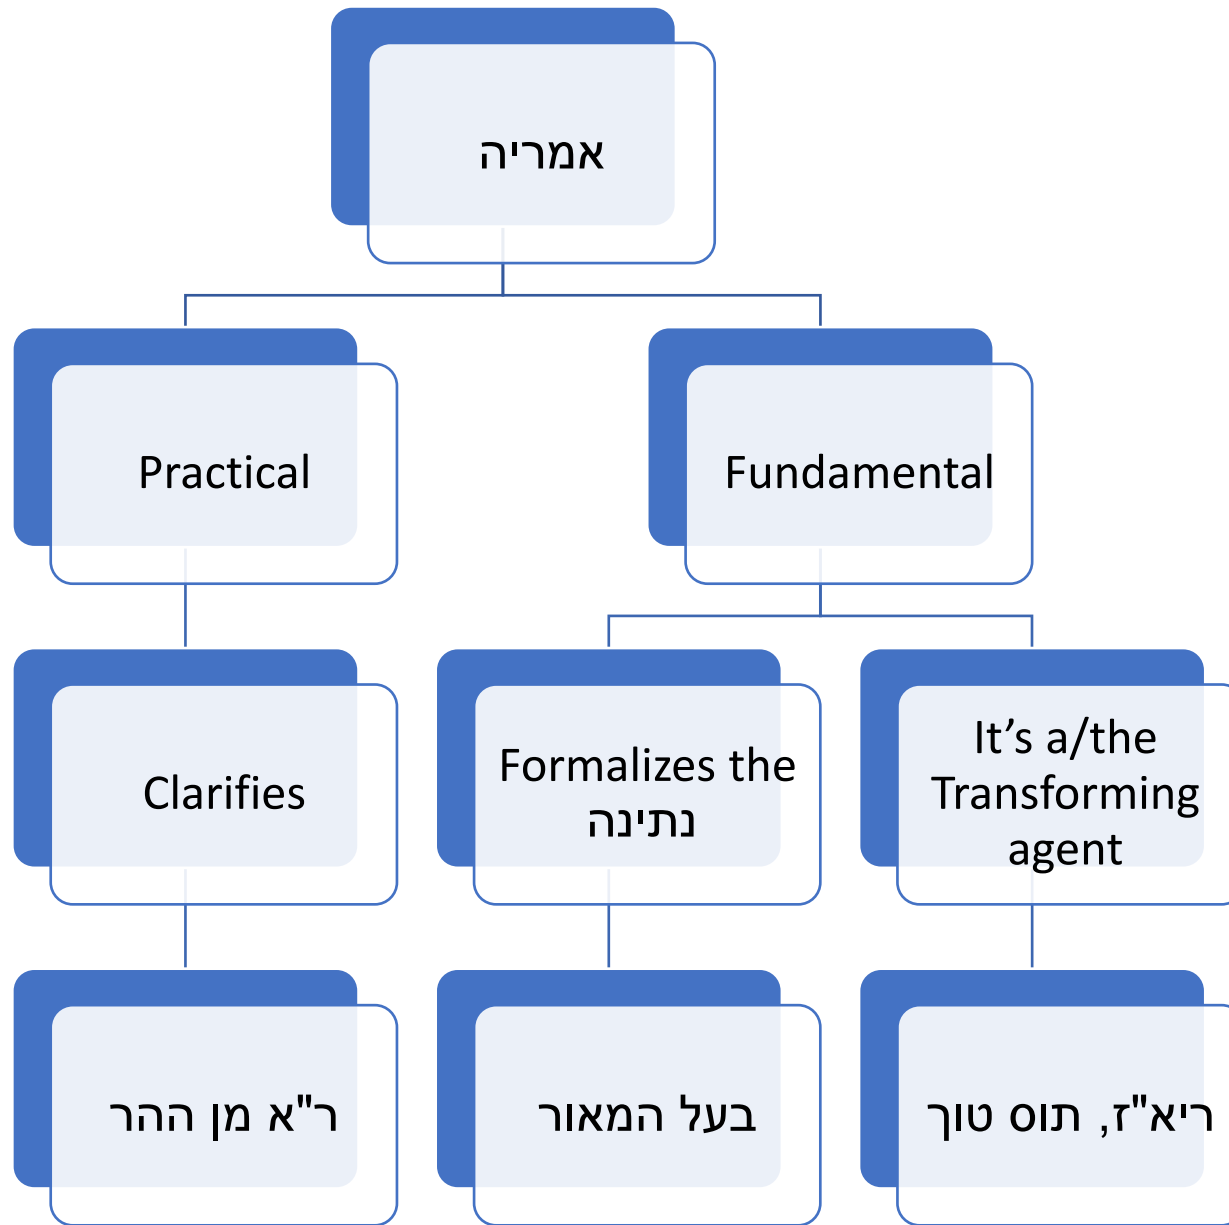 אמריה
Practical
Fundamental
Clarifies
Formalizes the
נתינה
It’s a/the
Transforming
agent
ר"א מן ההר
בעל המאור
ריא"ז, תוס טוך